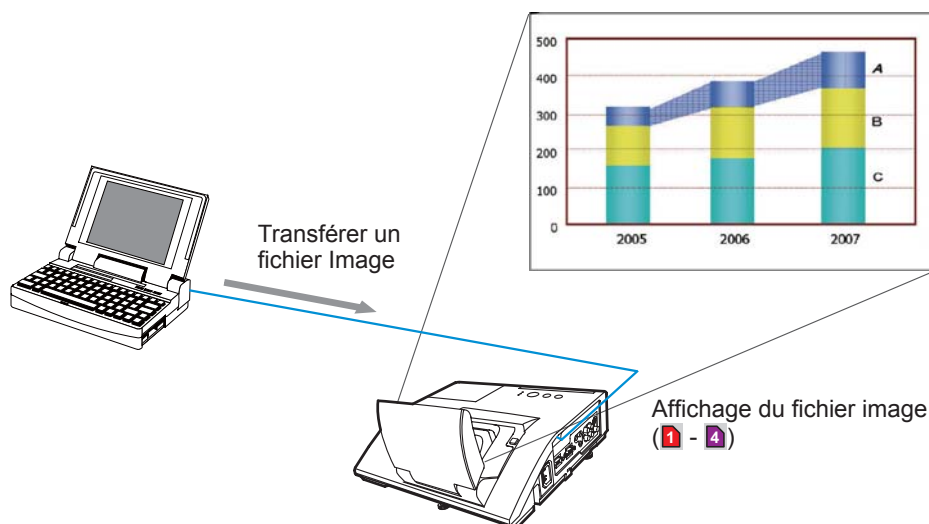 500
400
300
200
100
0
A
B
C
2005 2006 2007
Transférer un
fichier Image
Affichage du fichier image
(1 - 4)